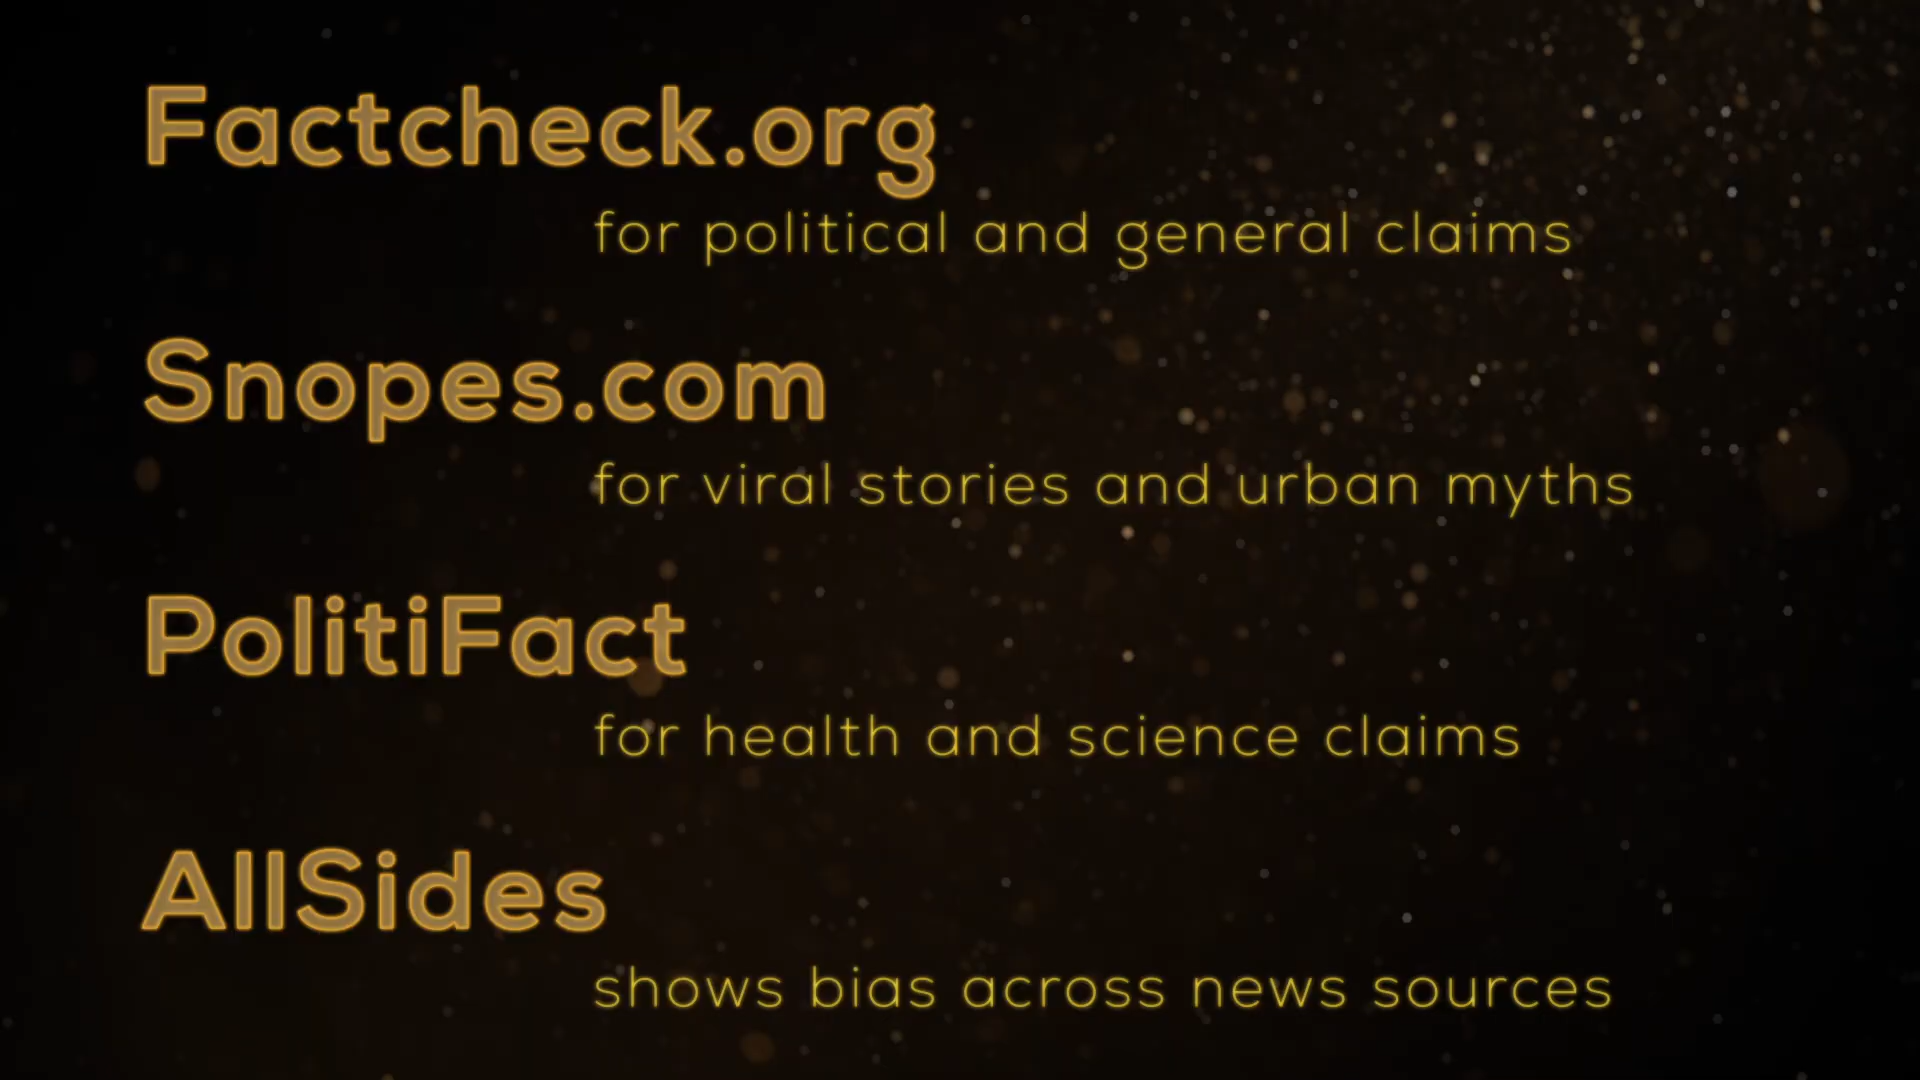 Factcheck.org
for political and general claims
Snopes.com
for viral stories and urban myths
PolitiFact
for health and science claims
AllSides
shows bias across news sources